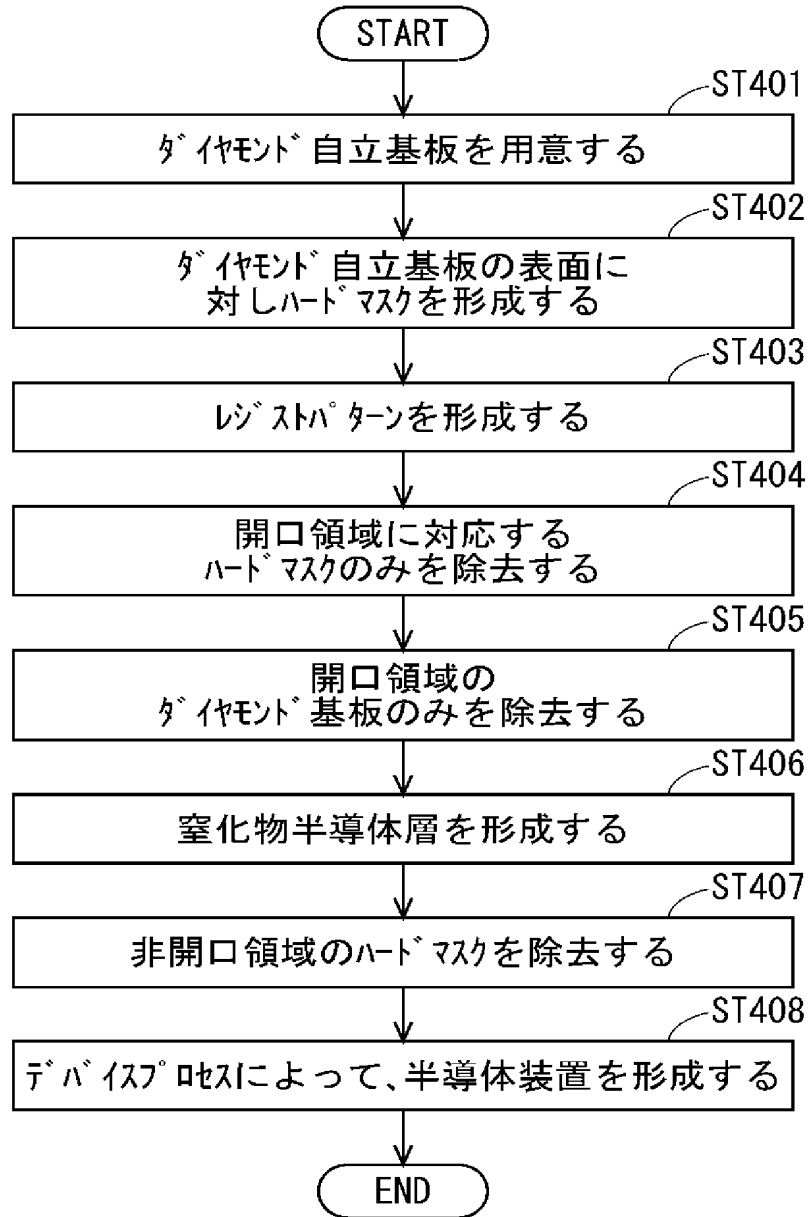 START
ST401
ﾀﾞｲﾔﾓﾝﾄﾞ自立基板を用意する
ST402
ﾀﾞｲﾔﾓﾝﾄﾞ自立基板の表面に
対しﾊｰﾄﾞﾏｽｸを形成する
ST403
ﾚｼﾞｽﾄﾊﾟﾀｰﾝを形成する
ST404
開口領域に対応する
ﾊｰﾄﾞﾏｽｸのみを除去する
ST405
開口領域の
ﾀﾞｲﾔﾓﾝﾄﾞ基板のみを除去する
ST406
窒化物半導体層を形成する
ST407
非開口領域のﾊｰﾄﾞﾏｽｸを除去する
ST408
ﾃﾞﾊﾞｲｽﾌﾟﾛｾｽによって､半導体装置を形成する
END